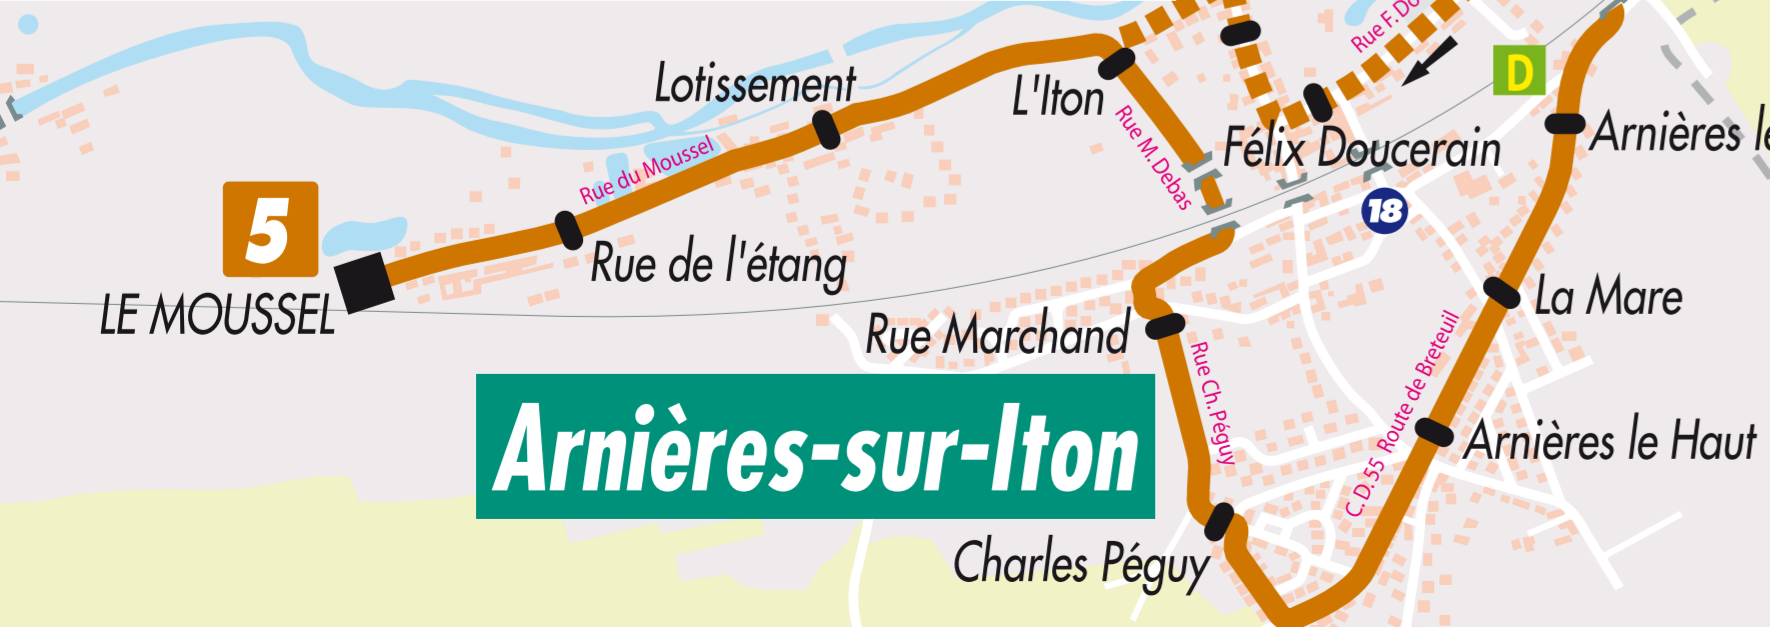 Rue F. Do
Lotissement
L'Iton
D
Rue M. Debas
Félix Doucerain
Arnières le
Rue du Moussel
5
18
Rue de l'étang
LE MOUSSEL
La Mare
Rue Marchand
Rue Ch. Péguy
C.D.55 Route de Breteuil
Arnières-sur-Iton
Arnières le Haut
Charles Péguy